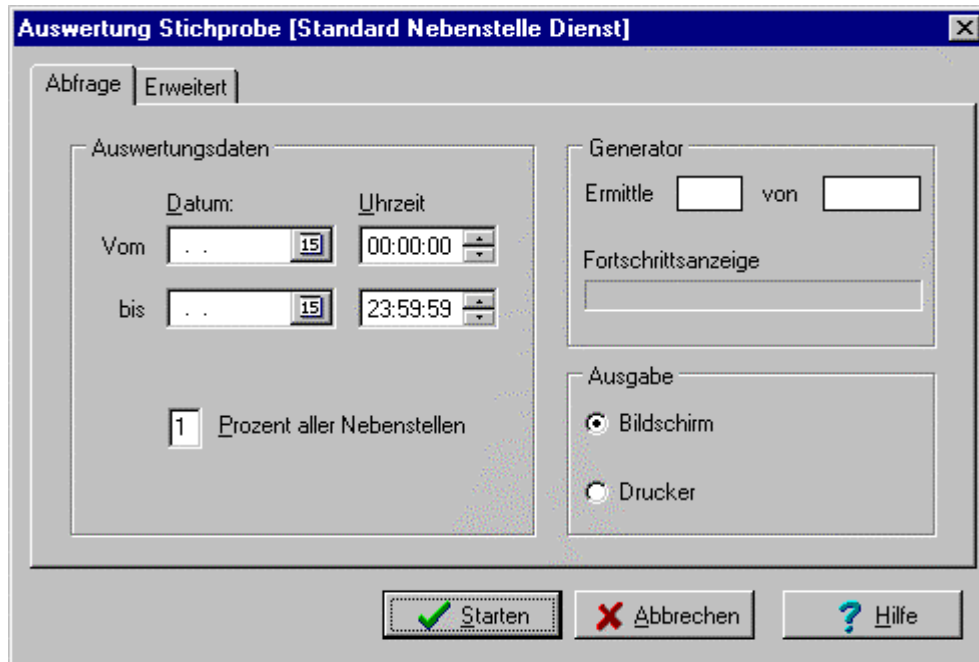 Auswertung Stichprobe [Standard Nebenstelle Dienst]
Abfrage
Erweitert
Auswertungsdaten
Datum:
Uhrzeit
Vom
. .
15
00:00:00
bis
. .
15
23:59:59
1
Prozent aller Nebenstellen
Generator
Ermittle
von
Fortschrittsanzeige
Ausgabe
Bildschirm
Drucker
Starten
Abbrechen
? Hilfe